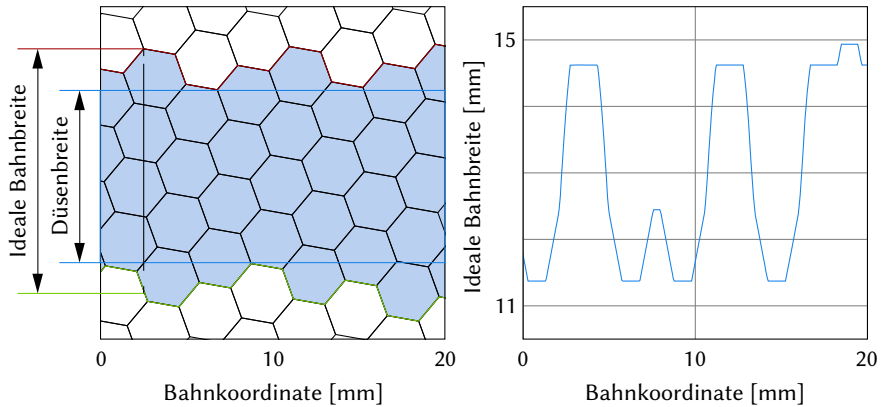 Ideale Bahnbreite
Düsenbreite
0
10
20
Bahnkoordinate [mm]
15
11
Ideale Bahnbreite [mm]
0
10
20
Bahnkoordinate [mm]